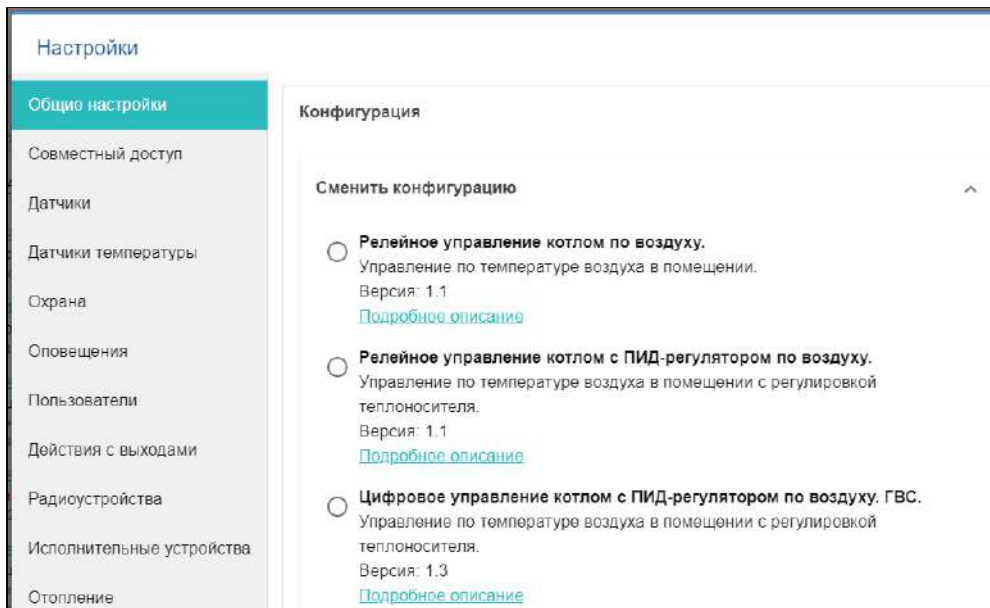 Настройки
Общие настройки
Совместный доступ
Датчики
Датчики температуры
Охрана
Оповещения
Пользователи
Действия с выходами
Радиоустройства
Исполнительные устройства
Отопление
Конфигурация
Сменить конфигурацию
Релейное управление котлом по воздуху.
Управление по температуре воздуха в помещении.
Версия: 1.1
Подробное описание
Релейное управление котлом с ПИД-регулятором по воздуху.
Управление по температуре воздуха в помещении с регулировкой
теплоносителя.
Версия: 1.1
Подробное описание
Цифровое управление котлом с ПИД-регулятором по воздуху. ГВС.
Управление по температуре воздуха в помещении с регулировкой
теплоносителя.
Версия: 1.3
Подробное описание